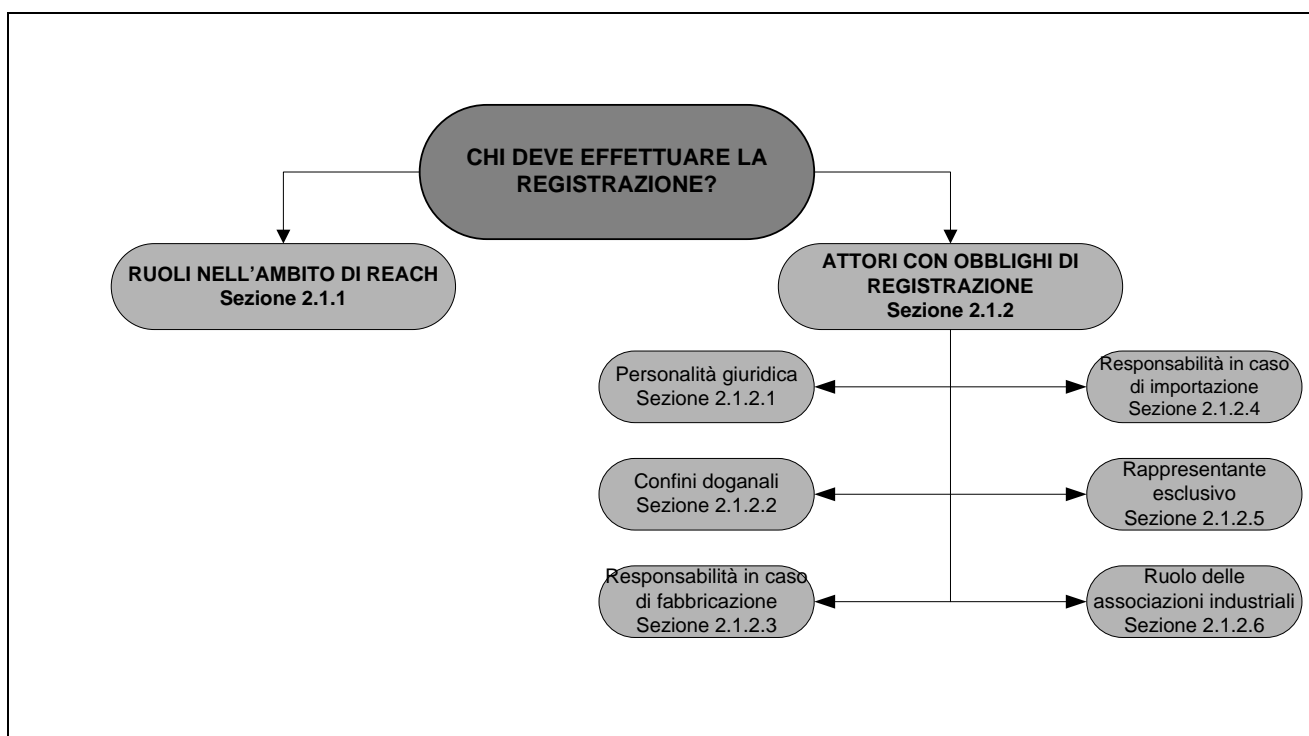 CHI DEVE EFFETTUARE LA
REGISTRAZIONE?
RUOLI NELL'AMBITO DI REACH
Sezione 2.1.1
ATTORI CON OBBLIGHI DI
REGISTRAZIONE
Sezione 2.1.2
Personalità giuridica
Sezione 2.1.2.1
Responsabilità in caso
di importazione
Sezione 2.1.2.4
Confini doganali
Sezione 2.1.2.2
Rappresentante
esclusivo
Sezione 2.1.2.5
Responsabilità in caso
di fabbricazione
Sezione 2.1.2.3
Ruolo delle
associazioni industriali
Sezione 2.1.2.6